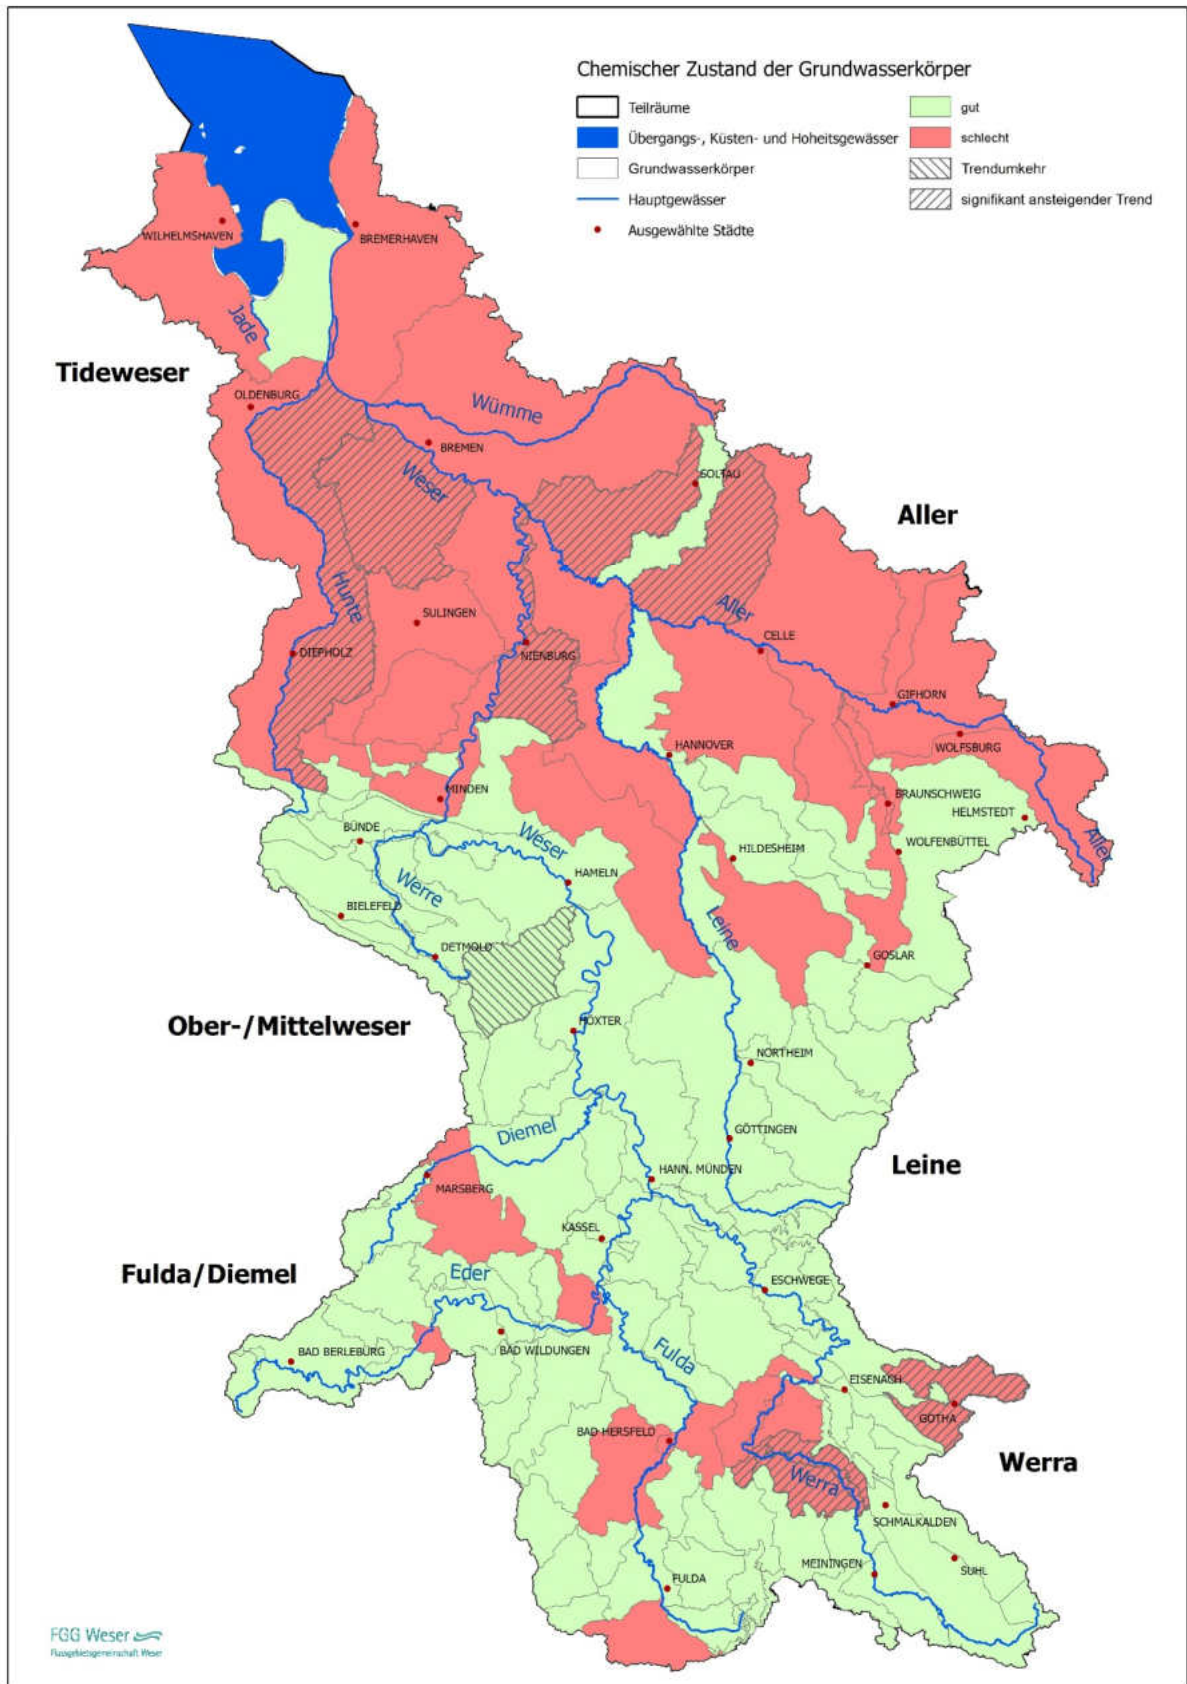 Chemischer Zustand der Grundwasserkörper
Teilräume
gut
Übergangs-, Küsten- und Hoheitsgewässer
schlecht
Grundwasserkörper
Trendumkehr
Hauptgewässer
signifikant ansteigender Trend
Ausgewählte Städte
WILHELMSHAVEN
BREMERHAVEN
Jade
Tideweser
OLDENBURG
Wümme
BREMEN
Weser
SOLTAU
Aller
Hunte
Aller
SULINGEN
CELLE
DIEPHOLZ
NIENBURG
GIFHORN
HANNOVER
WOLFSBURG
MINDEN
BRAUNSCHWEIG
HELMSTEDT
BÜNDE
Weser
WOLFENBÜTTEL
Aller
HILDESHEIM
HAMELN
Werre
BIELEFELD
Leine
DETMOLD
GOSLAR
Ober-/Mittelweser
HÖXTER
NORTHEIM
Diemel
GÖTTINGEN
Leine
HANN. MÜNDEN
MARSBERG
KASSEL
Fulda/Diemel
Eder
ESCHWEGE
BAD BERLEBURG
BAD WILDUNGEN
Fulda
EISENACH
GOTHA
BAD HERSFELD
Werra
Werra
SCHMALKALDEN
MEININGEN
SUHL
FULDA
FGG Weser
Flussgebietsgemeinschaft Weser